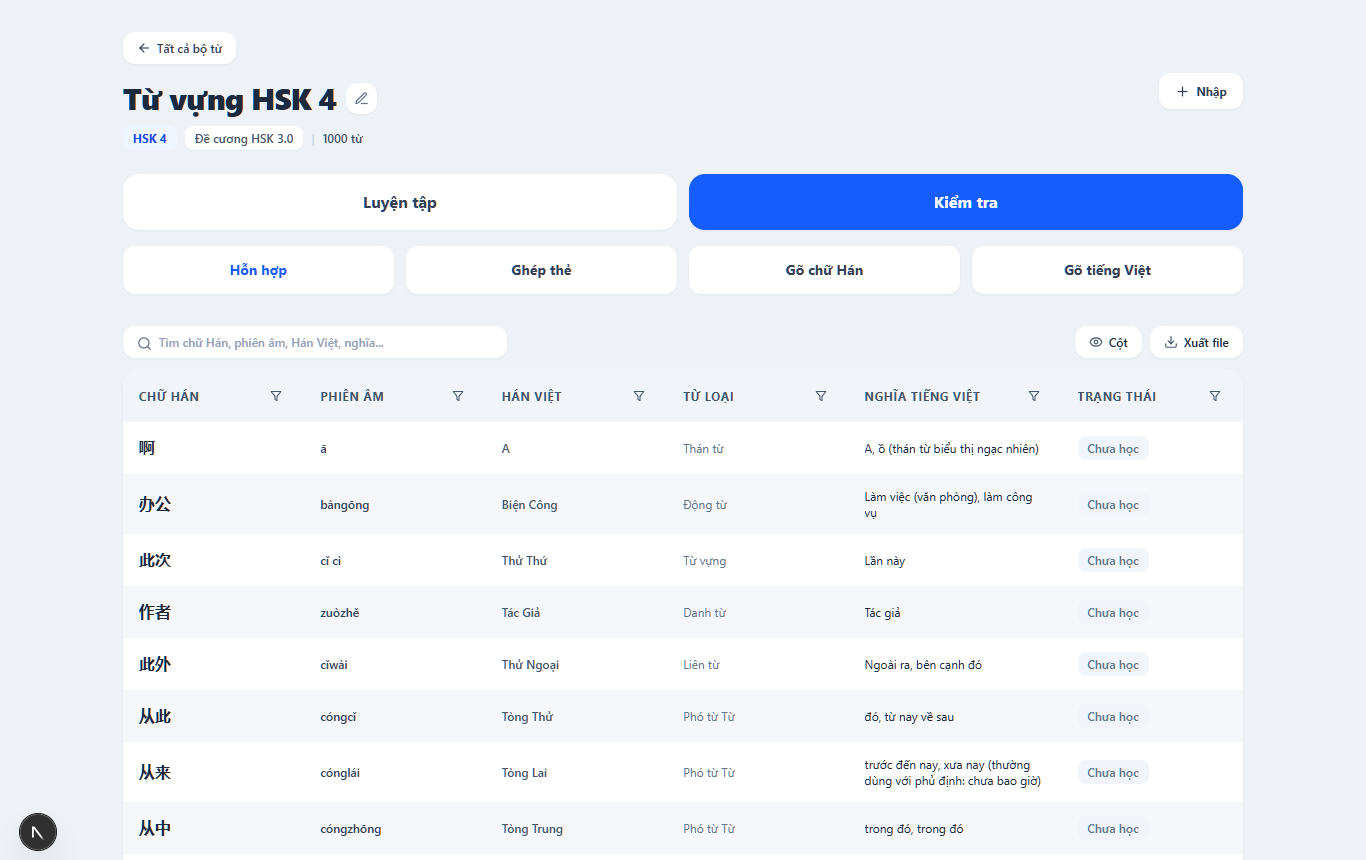 Tất cả bộ từ
Từ vựng HSK 4
Nhập
HSK 4 Đề cương HSK 3.0 | 1000 từ
Luyện tập Kiểm tra
Hỗn hợp Ghép thẻ Gõ chữ Hán Gõ tiếng Việt
Tìm chữ Hán, phiên âm, Hán Việt, nghĩa... Cột Xuất file
CHỮ HÁN PHIÊN ÂM HÁN VIỆT TỪ LOẠI NGHĨA TIẾNG VIỆT TRẠNG THÁI
啊 ā A Thán từ A, ồ (thán từ biểu thị ngạc nhiên) Chưa học
办公 bàngōng Biện Công Động từ Làm việc (văn phòng), làm công
vụ Chưa học
此次 cǐ cì Thử Thứ Từ vựng Lần này Chưa học
作者 zuòzhě Tác Giả Danh từ Tác giả Chưa học
此外 cǐwài Thử Ngoại Liên từ Ngoài ra, bên cạnh đó Chưa học
从此 cóngcǐ Tòng Thử Phó từ Từ đó, từ nay về sau Chưa học
从来 cónglái Tòng Lai Phó từ Từ trước đến nay, xưa nay (thường
dùng với phủ định: chưa bao giờ) Chưa học
从中 cóngzhōng Tòng Trung Phó từ Từ trong đó, trong đó Chưa học